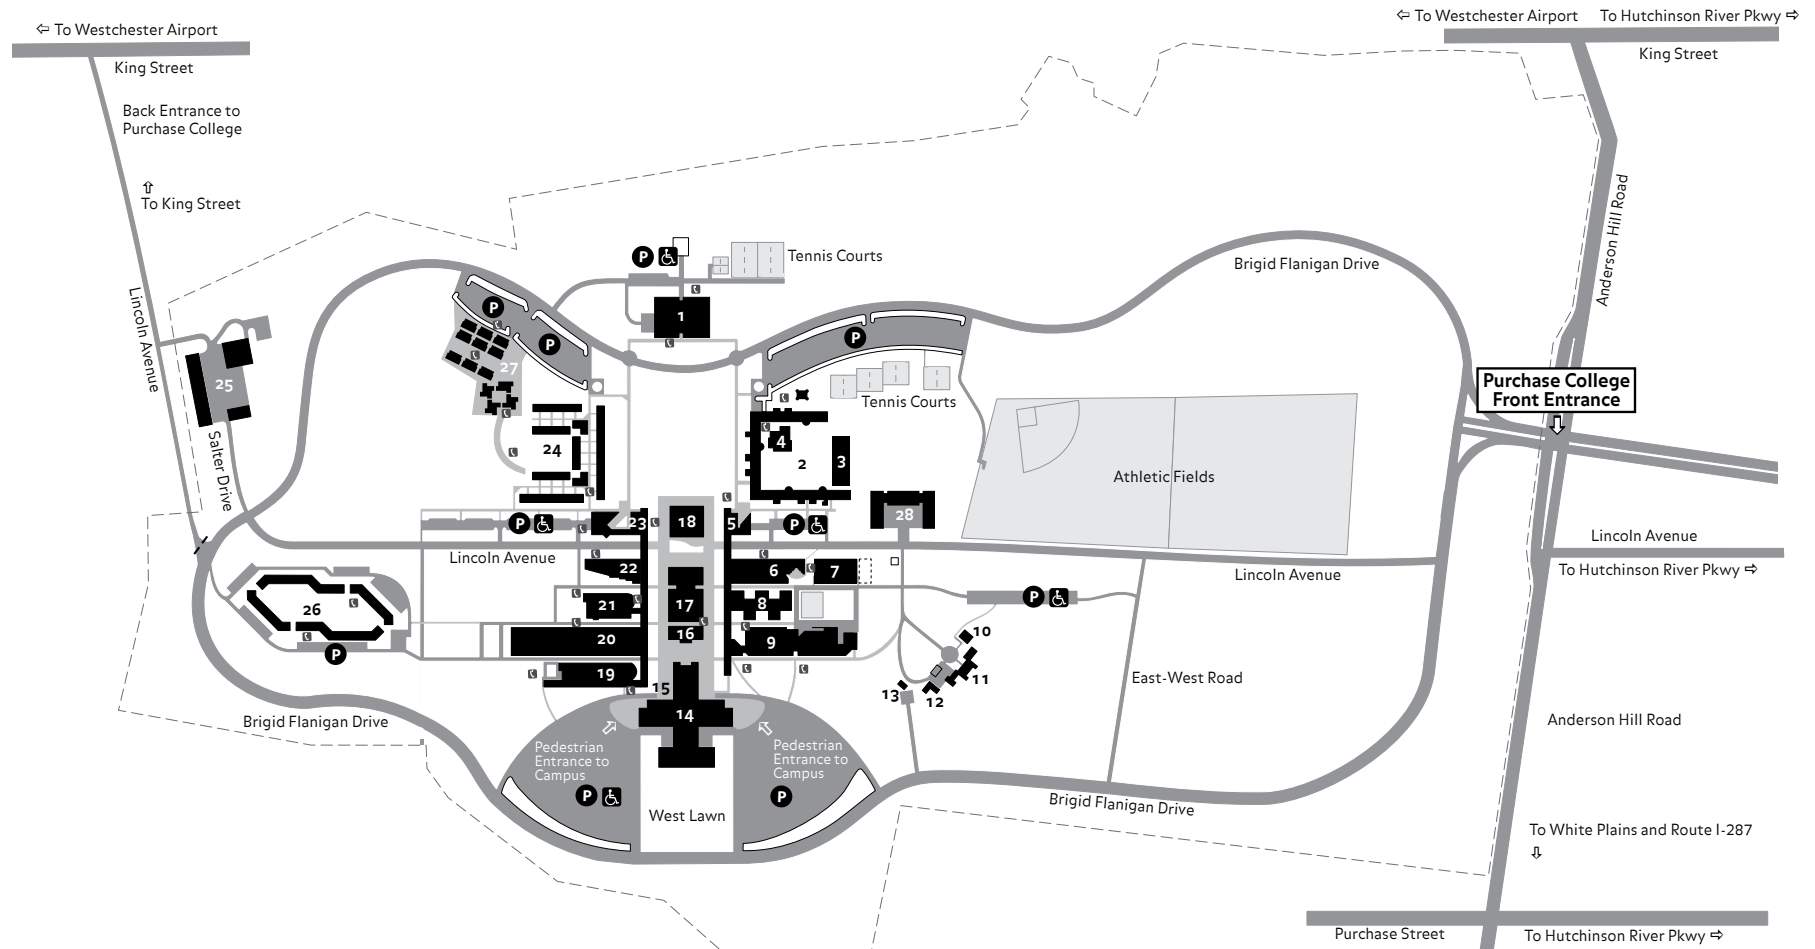 ⇦ To Westchester Airport
King Street
Back Entrance to
Purchase College
⇧
To King Street
Lincoln Avenue
Salter Drive
⇦ To Westchester Airport
To Hutchinson River Pkwy ⇨
King Street
Anderson Hill Road
Brigid Flanigan Drive
P
Tennis Courts
1
P
P
P
27
25
Tennis Courts
24
4
2
3
Purchase College
Front Entrance
⇩
Athletic Fields
28
P
23
18
5
P
Lincoln Avenue
Lincoln Avenue
To Hutchinson River Pkwy ⇨
Lincoln Avenue
22
6
7
26
21
17
8
P
P
20
16
9
10
19
15
11
12
13
East-West Road
14
Brigid Flanigan Drive
Anderson Hill Road
Pedestrian
Entrance to
Campus
P
Pedestrian
Entrance to
Campus
P
West Lawn
Brigid Flanigan Drive
To White Plains and Route I-287
⇩
Purchase Street
To Hutchinson River Pkwy ⇨